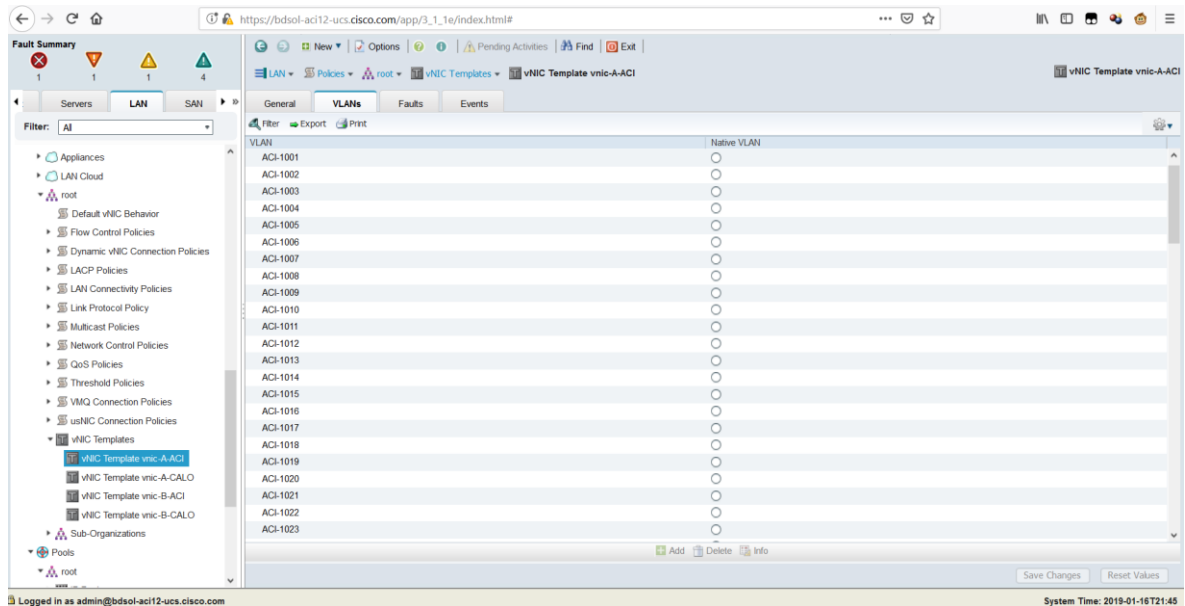 https://bdsol-aci12-ucs.cisco.com/app/3_1_1e/index.html#
Fault Summary
1 1 1 4
New Options Pending Activities Find Exit
LAN Policies root vNIC Templates vNIC Template vnic-A-ACI
vNIC Template vnic-A-ACI
Servers LAN SAN
Filter: All
Appliances
LAN Cloud
root
Default vNIC Behavior
Flow Control Policies
Dynamic vNIC Connection Policies
LACP Policies
LAN Connectivity Policies
Link Protocol Policy
Multicast Policies
Network Control Policies
QoS Policies
Threshold Policies
VMQ Connection Policies
usNIC Connection Policies
vNIC Templates
vNIC Template vnic-A-ACI
vNIC Template vnic-A-CALO
vNIC Template vnic-B-ACI
vNIC Template vnic-B-CALO
Sub-Organizations
Pools
root
General VLANs Faults Events
Filter Export Print
VLAN Native VLAN
ACI-1001
ACI-1002
ACI-1003
ACI-1004
ACI-1005
ACI-1006
ACI-1007
ACI-1008
ACI-1009
ACI-1010
ACI-1011
ACI-1012
ACI-1013
ACI-1014
ACI-1015
ACI-1016
ACI-1017
ACI-1018
ACI-1019
ACI-1020
ACI-1021
ACI-1022
ACI-1023
Add Delete Info
Save Changes Reset Values
Logged in as admin@bdsol-aci12-ucs.cisco.com
System Time: 2019-01-16T21:45